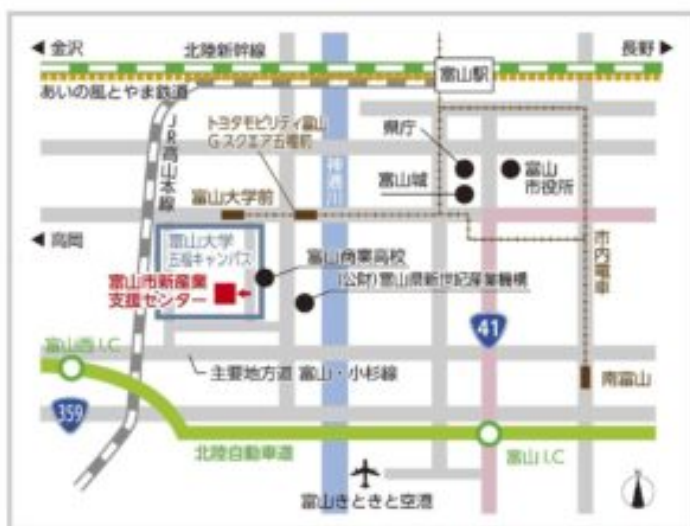 金沢
北陸新幹線
長野
富山駅
あいの風とやま鉄道
JR高山本線
トヨタモビリティ富山
Gスクエア五福前
神通川
県庁
富山城
富山
市役所
富山大学前
高岡
富山大学
五福キャンパス
富山商業高校
富山市新産業
支援センター
(公財)富山県新世紀産業機構
市内電車
41
富山西I.C
主要地方道 富山・小杉線
南富山
359
北陸自動車道
富山I.C
富山きときと空港